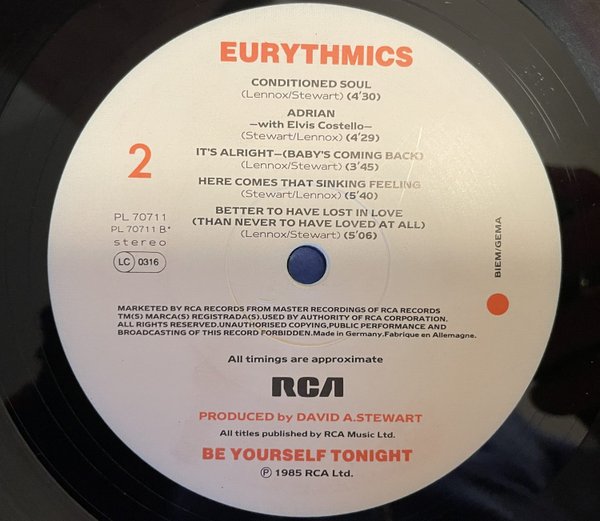 EURYTHMICS
CONDITIONED SOUL
(Lennox/Stewart) (4'30)
ADRIAN
—with Elvis Costello—
(Stewart/Lennox) (4'29)
IT'S ALRIGHT—(BABY'S COMING BACK)
(Lennox/Stewart) (3'45)
HERE COMES THAT SINKING FEELING
(Stewart/Lennox) (5'40)
BETTER TO HAVE LOST IN LOVE
(THAN NEVER TO HAVE LOVED AT ALL)
(Lennox/Stewart) (5'06)
2
PL 70711
PL 70711 B*
stereo
LC 0316
BIEM/GEMA
MARKETED BY RCA RECORDS FROM MASTER RECORDINGS OF RCA RECORDS
TM(S) MARCA(S) REGISTRADA(S).USED BY AUTHORITY OF RCA CORPORATION.
ALL RIGHTS RESERVED.UNAUTHORISED COPYING,PUBLIC PERFORMANCE AND
BROADCASTING OF THIS RECORD FORBIDDEN.Made in Germany.Fabrique en Allemagne.
All timings are approximate
RCA
PRODUCED by DAVID A.STEWART
All titles published by RCA Music Ltd.
BE YOURSELF TONIGHT
℗ 1985 RCA Ltd.